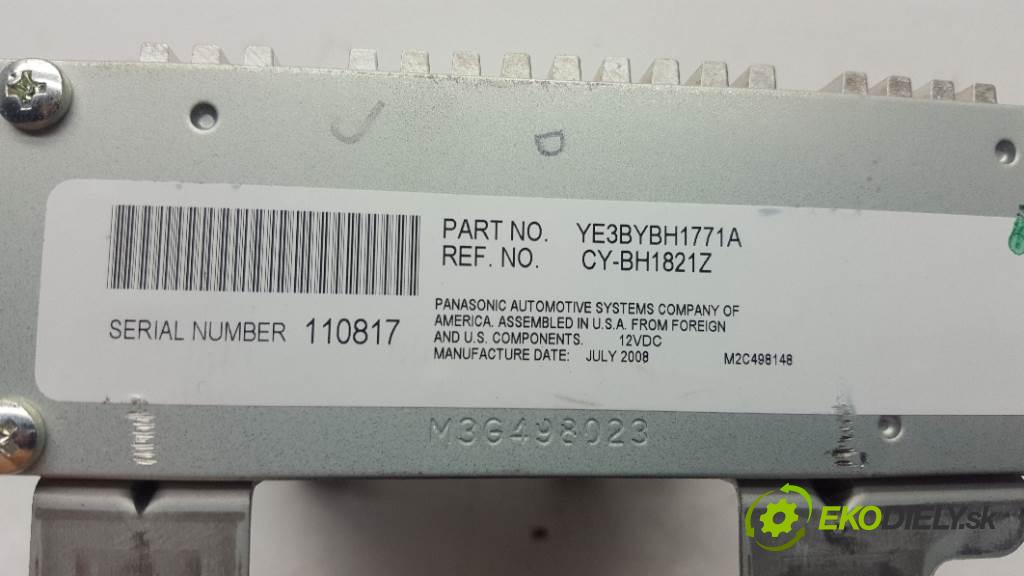 J
D
PART NO. YE3BYBH1771A
REF. NO. CY-BH1821Z
SERIAL NUMBER 110817
PANASONIC AUTOMOTIVE SYSTEMS COMPANY OF
AMERICA. ASSEMBLED IN U.S.A. FROM FOREIGN
AND U.S. COMPONENTS. 12VDC
MANUFACTURE DATE: JULY 2008 M2C498148
M3G498023
EKODIELY.sk